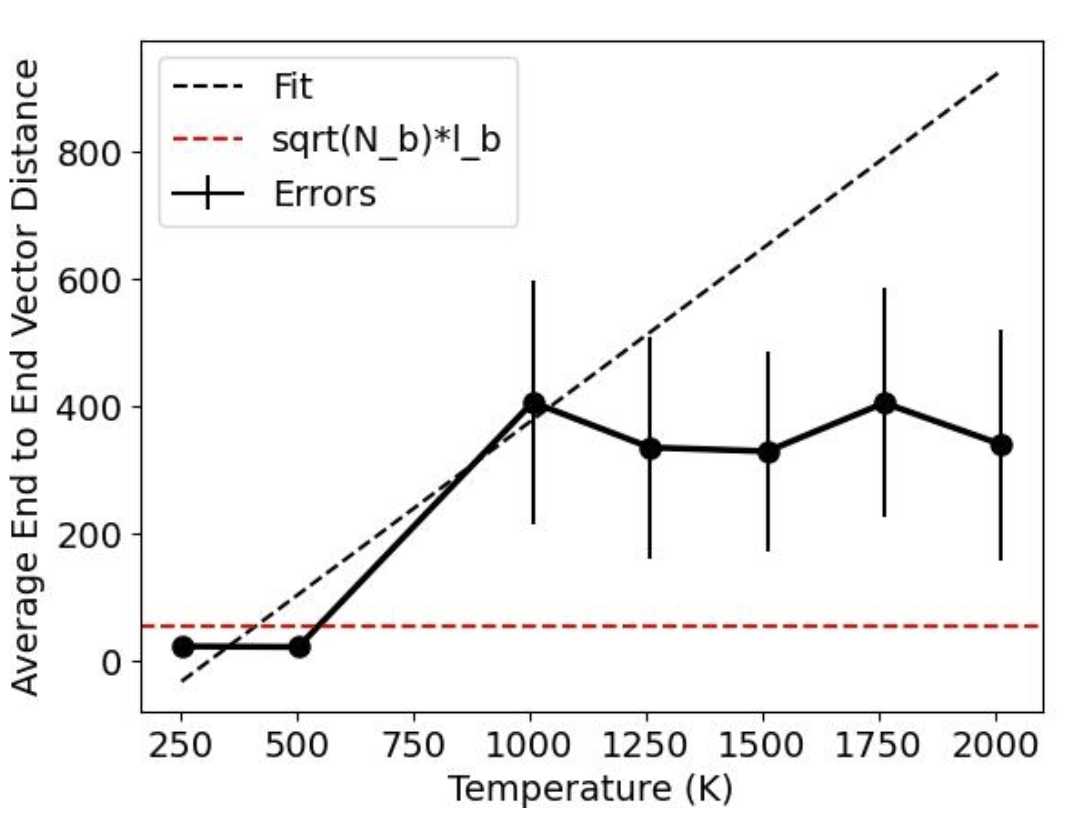 Average End to End Vector Distance
Fit
sqrt(N_b)*l_b
Errors
800
600
400
200
0
250 500 750 1000 1250 1500 1750 2000
Temperature (K)